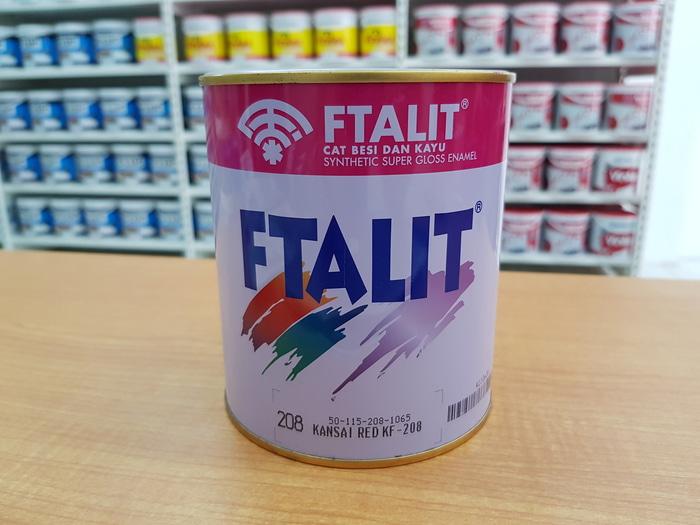 FTALIT®
CAT BESI DAN KAYU
SYNTHETIC SUPER GLOSS ENAMEL
FTALIT®
208
50-115-208-1065
KANSAI RED KF-208